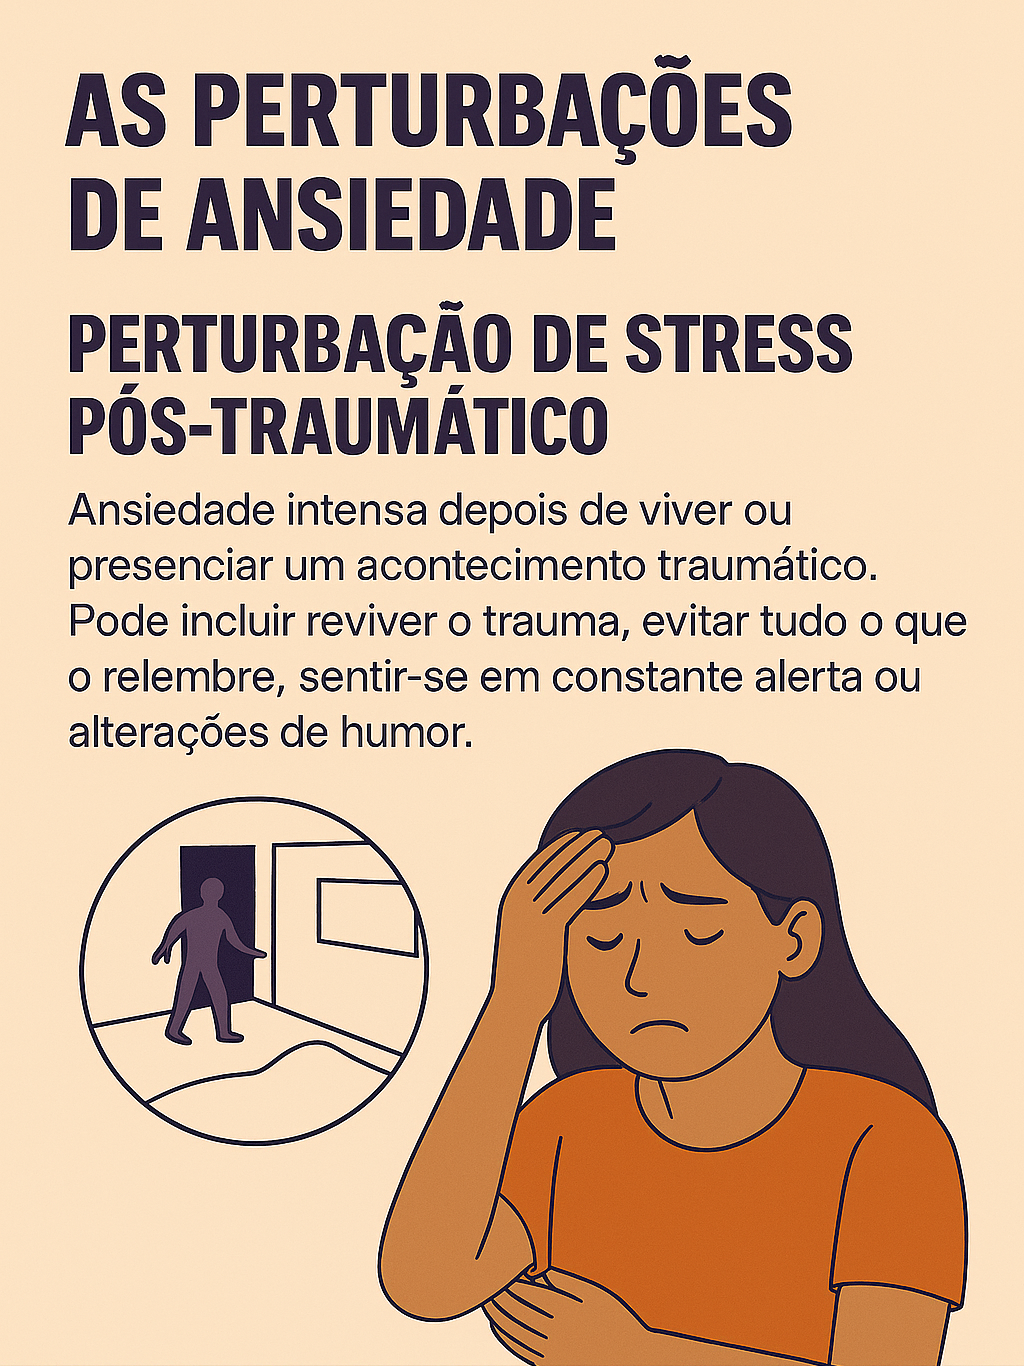 AS PERTURBAÇÕES
DE ANSIEDADE
PERTURBAÇÃO DE STRESS
PÓS-TRAUMÁTICO
Ansiedade intensa depois de viver ou
presenciar um acontecimento traumático.
Pode incluir reviver o trauma, evitar tudo o que
o relembre, sentir-se em constante alerta ou
alterações de humor.